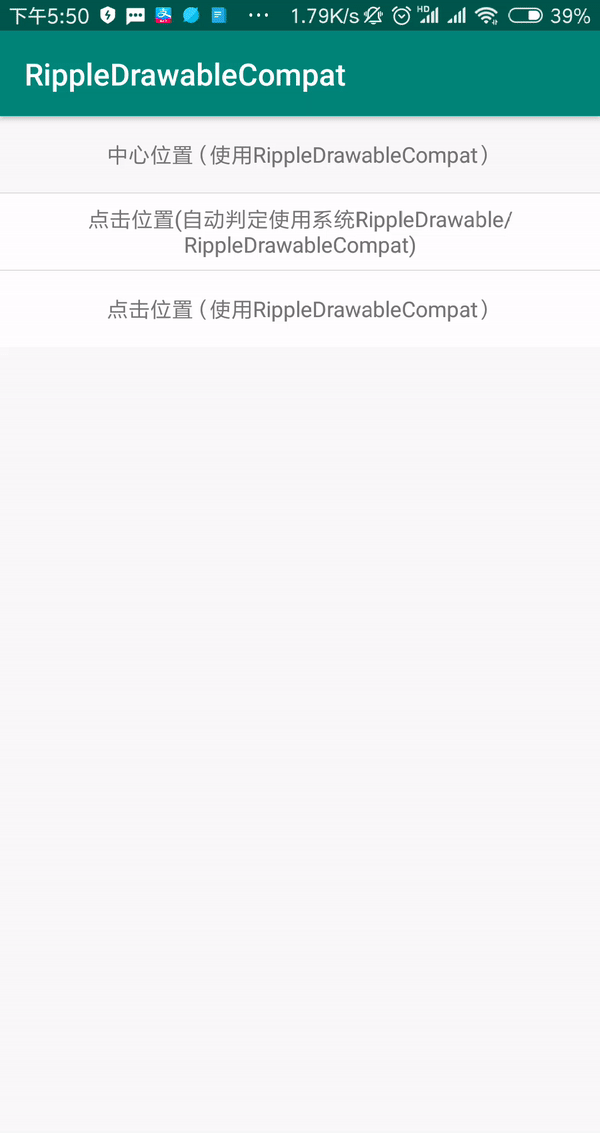 下午5:50 ··· 1.79K/s HD 39%
RippleDrawableCompat
中心位置（使用RippleDrawableCompat）
点击位置(自动判定使用系统RippleDrawable/
RippleDrawableCompat)
点击位置（使用RippleDrawableCompat）